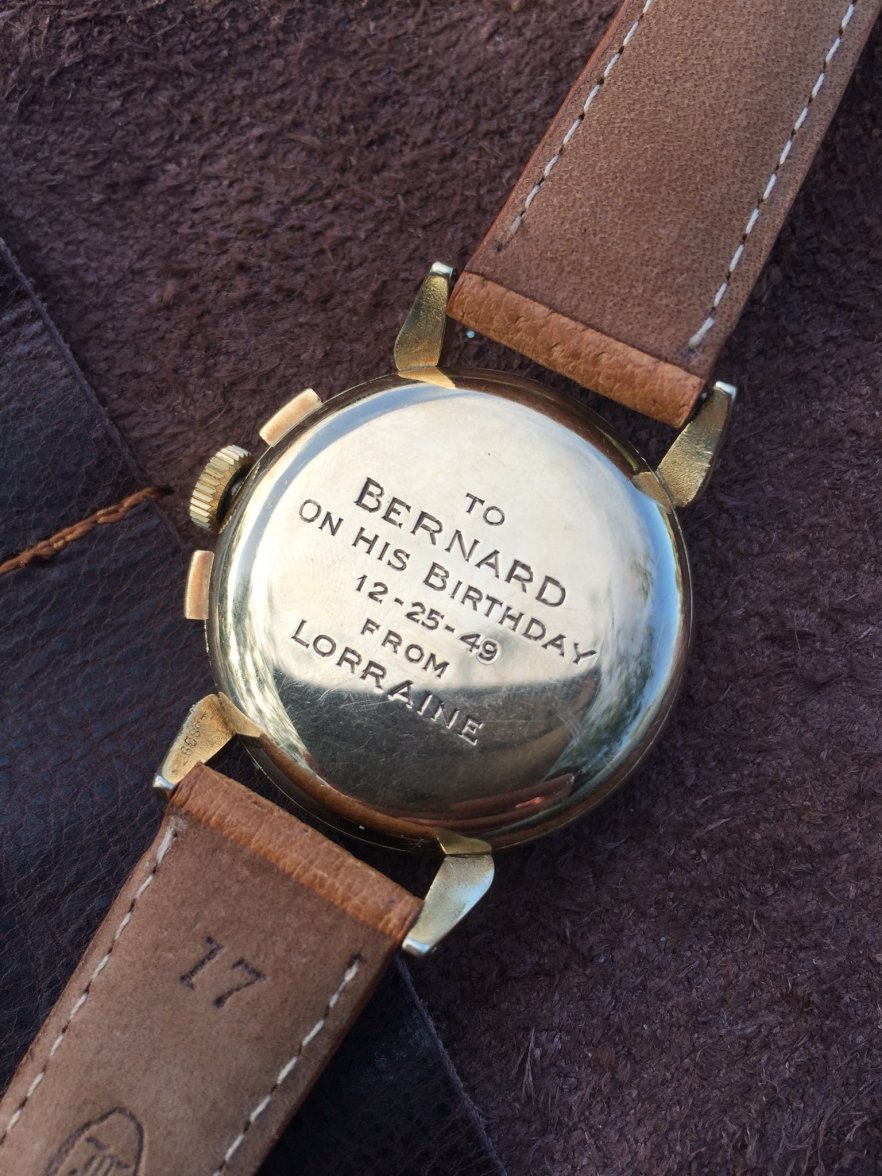 TO
BERNARD
ON HIS BIRTHDAY
12-25-49
FROM
LORRAINE
17